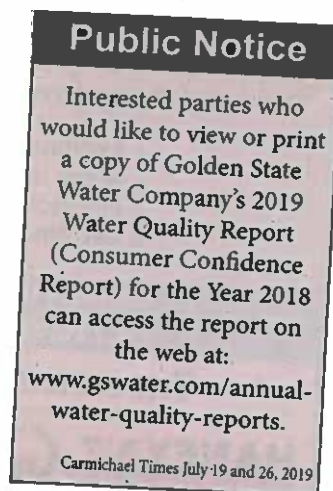 Public Notice
Interested parties who
would like to view or print
a copy of Golden State
Water Company's 2019
Water Quality Report
(Consumer Confidence
Report) for the Year 2018
can access the report on
the web at:
www.gswater.com/annual-
water-quality-reports.
Carmichael Times July 19 and 26, 2019